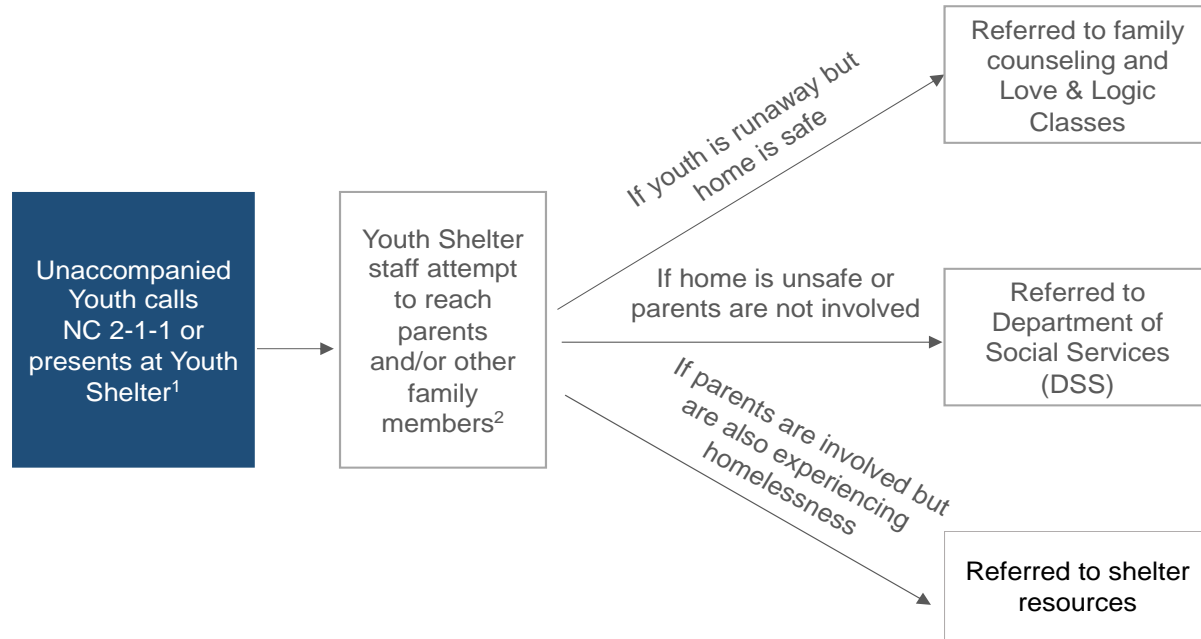 Unaccompanied
Youth calls
NC 2-1-1 or
presents at Youth
Shelter1
Youth Shelter
staff attempt
to reach
parents
and/or other
family
members2
If youth is runaway but
home is safe
Referred to family
counseling and
Love & Logic
Classes
If home is unsafe or
parents are not involved
Referred to
Department of
Social Services
(DSS)
If parents are involved but
are also experiencing
homelessness
Referred to shelter
resources